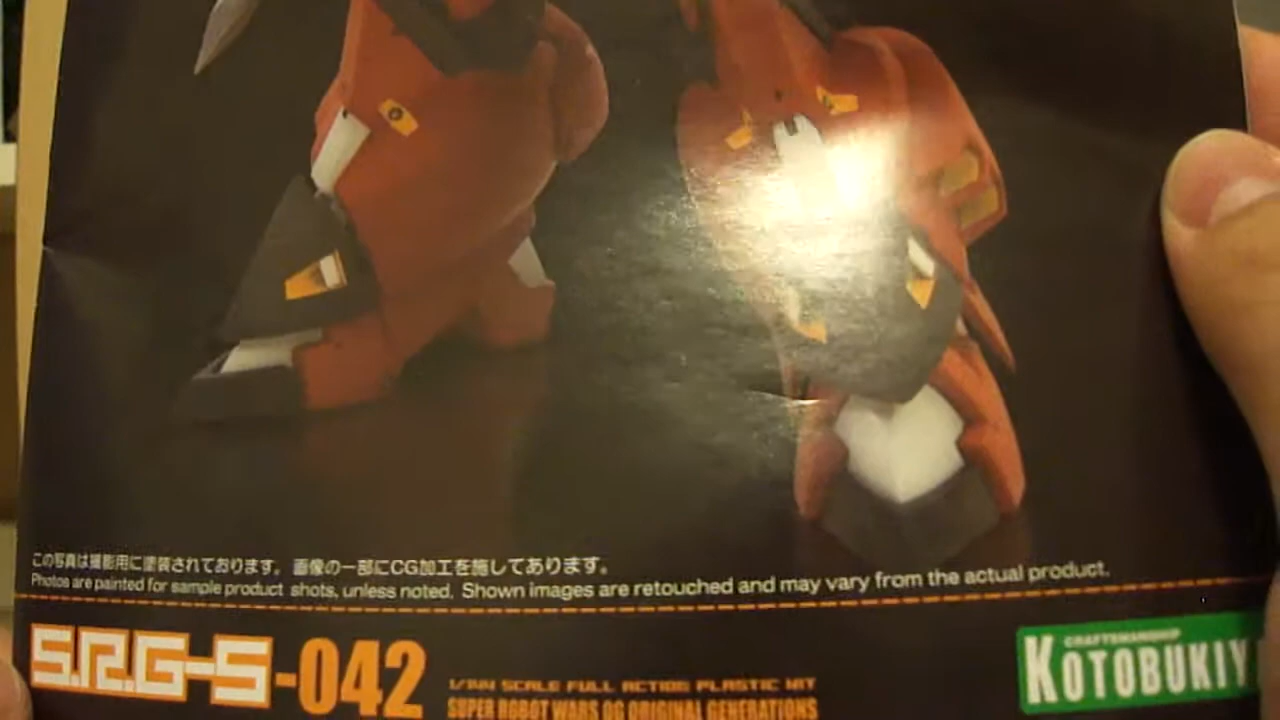 この写真は撮影用に塗装されております。画像の一部にCG加工を施してあります。
Photos are painted for sample product shots, unless noted. Shown images are retouched and may vary from the actual product.
S.R.G-S-042
1/144 SCALE FULL ACTION PLASTIC KIT
SUPER ROBOT WARS OG ORIGINAL GENERATIONS
CRAFTSMANSHIP
KOTOBUKIY